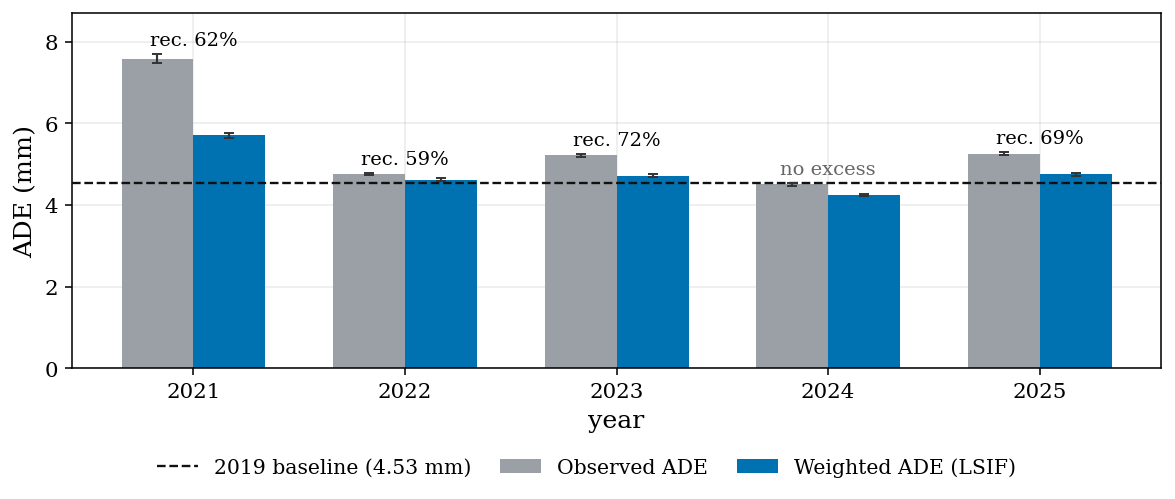 8
6
4
2
0
ADE (mm)
rec. 62%
rec. 59%
rec. 72%
no excess
rec. 69%
2021
2022
2023
2024
2025
year
2019 baseline (4.53 mm)
Observed ADE
Weighted ADE (LSIF)